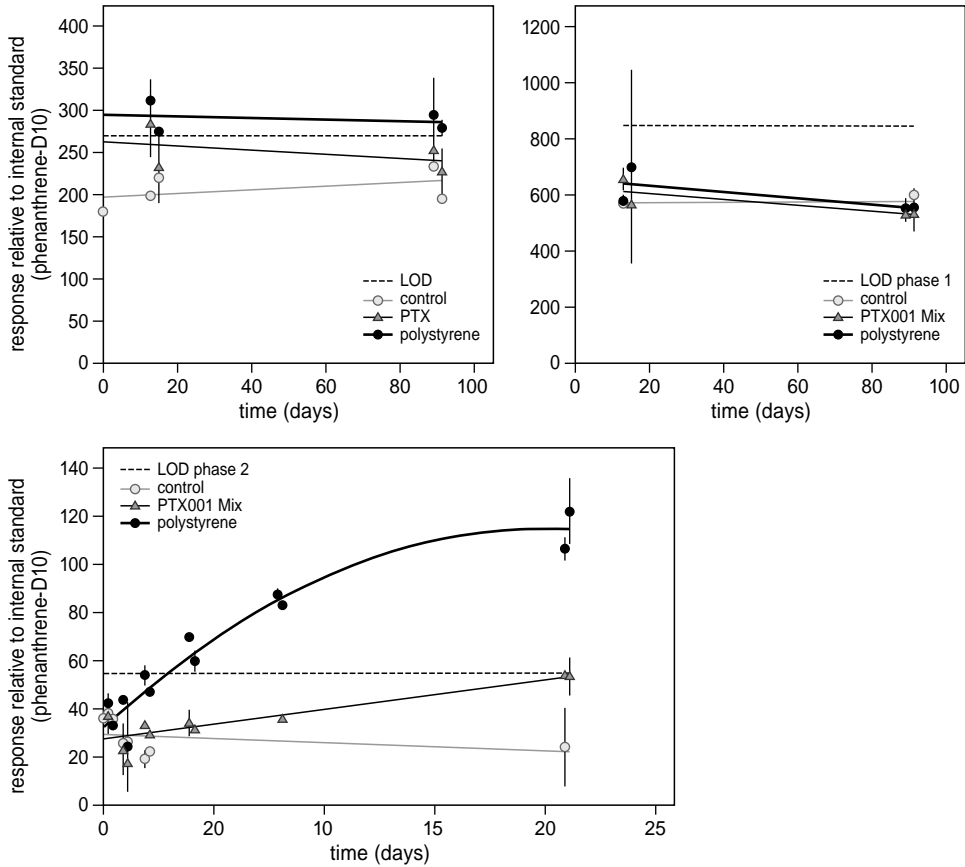 response relative to internal standard
(phenanthrene-D10)
400
350
300
250
200
150
100
50
0
LOD
control
PTX
polystyrene
0 20 40 60 80 100
time (days)
1200
1000
800
600
400
200
0
LOD phase 1
control
PTX001 Mix
polystyrene
0 20 40 60 80 100
time (days)
response relative to internal standard
(phenanthrene-D10)
140
120
100
80
60
40
20
0
LOD phase 2
control
PTX001 Mix
polystyrene
0 20 10 15 20 25
time (days)